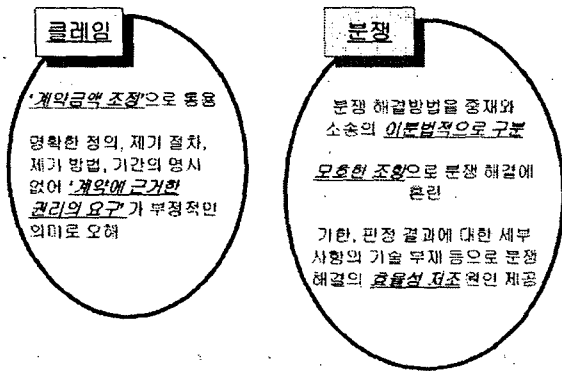 클레임
'계약금액 조정'으로 통용
명확한 정의, 제기 절차,
제기 방법, 기간의 명시
없어 '계약에 근거한
권리의 요구'가 부정적인
의미로 오해
분쟁
분쟁 해결방법을 중재와
소송의 이분법적으로 구분
모호한 조항으로 분쟁 해결에
혼란
기한, 판정 결과에 대한 세부
사항의 기술 부재 등으로 분쟁
해결의 효율성 저조 원인 제공